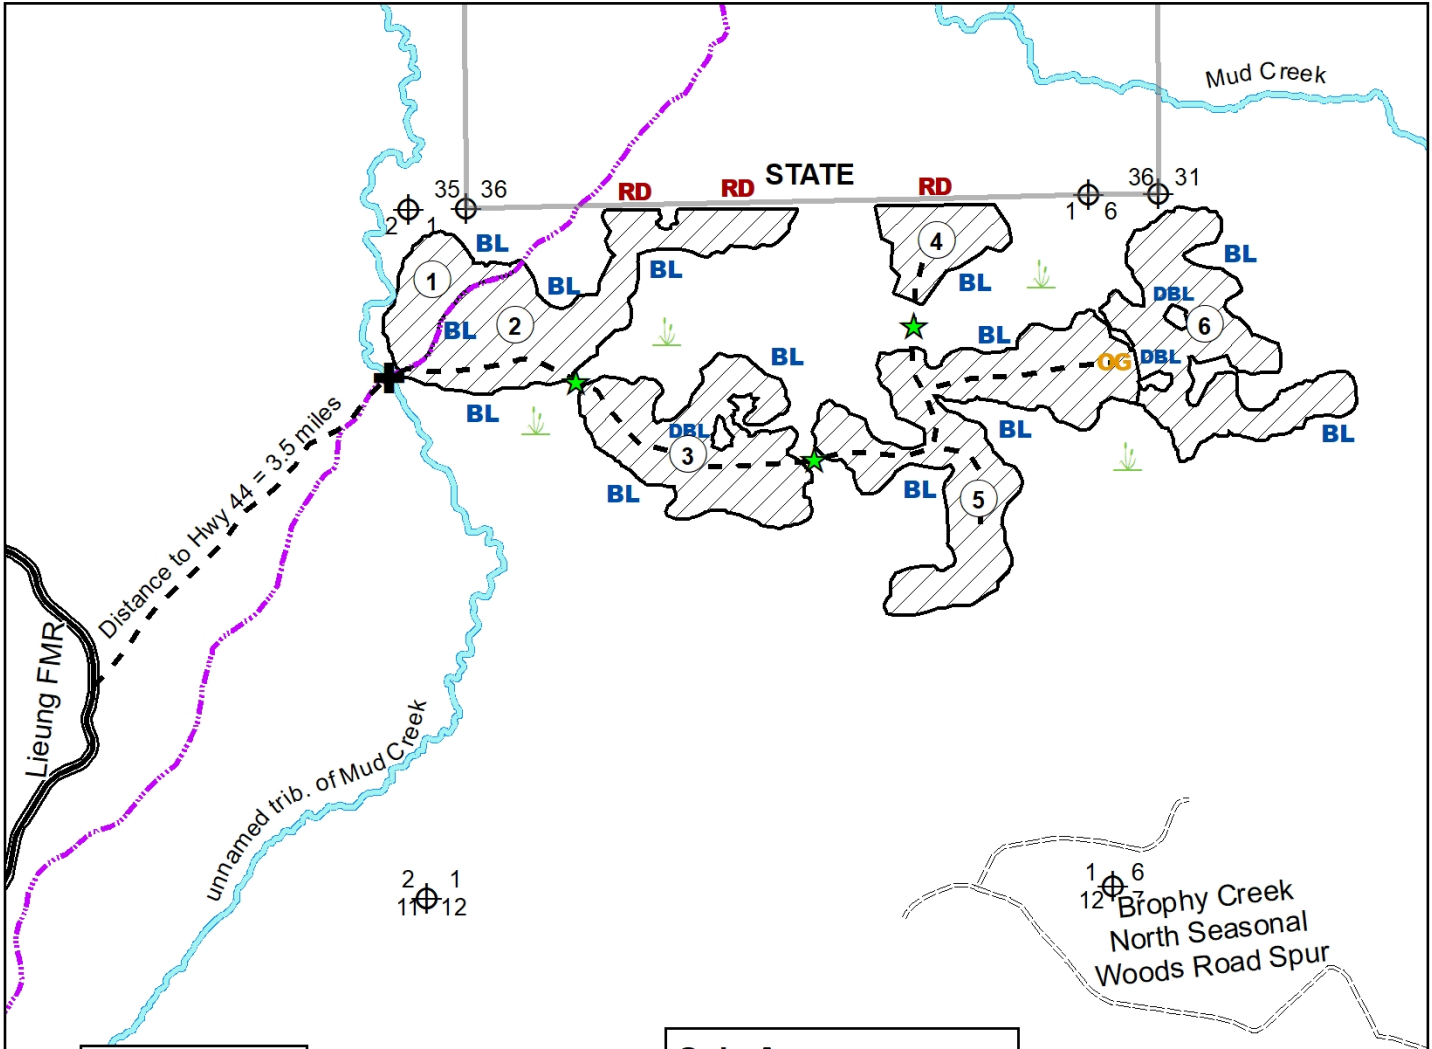 Mud Creek
STATE
RD
RD
RD
35
36
36
31
2
1
1
6
BL
BL
BL
BL
BL
BL
1
2
4
BL
BL
DBL
6
BL
OG
DBL
BL
BL
BL
DBL
3
BL
BL
5
Distance to Hwy 44 = 3.5 miles
Lieung FMR
unnamed trib. of Mud Creek
2
1
11
12
1
6
12
7
Brophy Creek
North Seasonal
Woods Road Spur